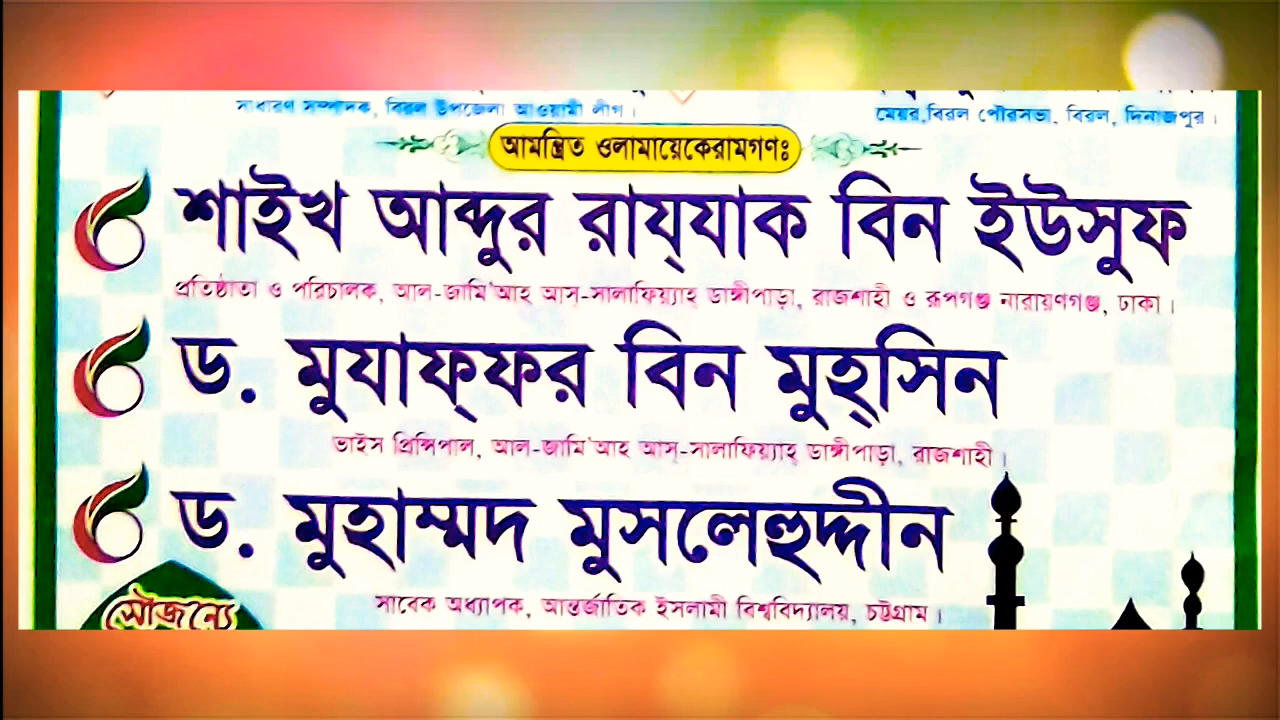 সাধারণ সম্পাদক, বিরল উপজেলা আওয়ামী লীগ।
মেয়র,বিরল পৌরসভা, বিরল, দিনাজপুর।
আমন্ত্রিত ওলামায়েকেরামগণঃ
শাইখ আব্দুর রায্‌যাক বিন ইউসুফ
প্রতিষ্ঠাতা ও পরিচালক, আল-জামি'আহ আস্-সালাফিয়্যাহ ডাঙ্গীপাড়া, রাজশাহী ও রূপগঞ্জ নারায়ণগঞ্জ, ঢাকা।
ড. মুযাফ্‌ফর বিন মুহ্‌সিন
ভাইস প্রিন্সিপাল, আল-জামি'আহ আস্-সালাফিয়্যাহ্ ডাঙ্গীপাড়া, রাজশাহী।
ড. মুহাম্মদ মুসলেহুদ্দীন
সাবেক অধ্যাপক, আন্তর্জাতিক ইসলামী বিশ্ববিদ্যালয়, চট্টগ্রাম।
সৌজন্যে